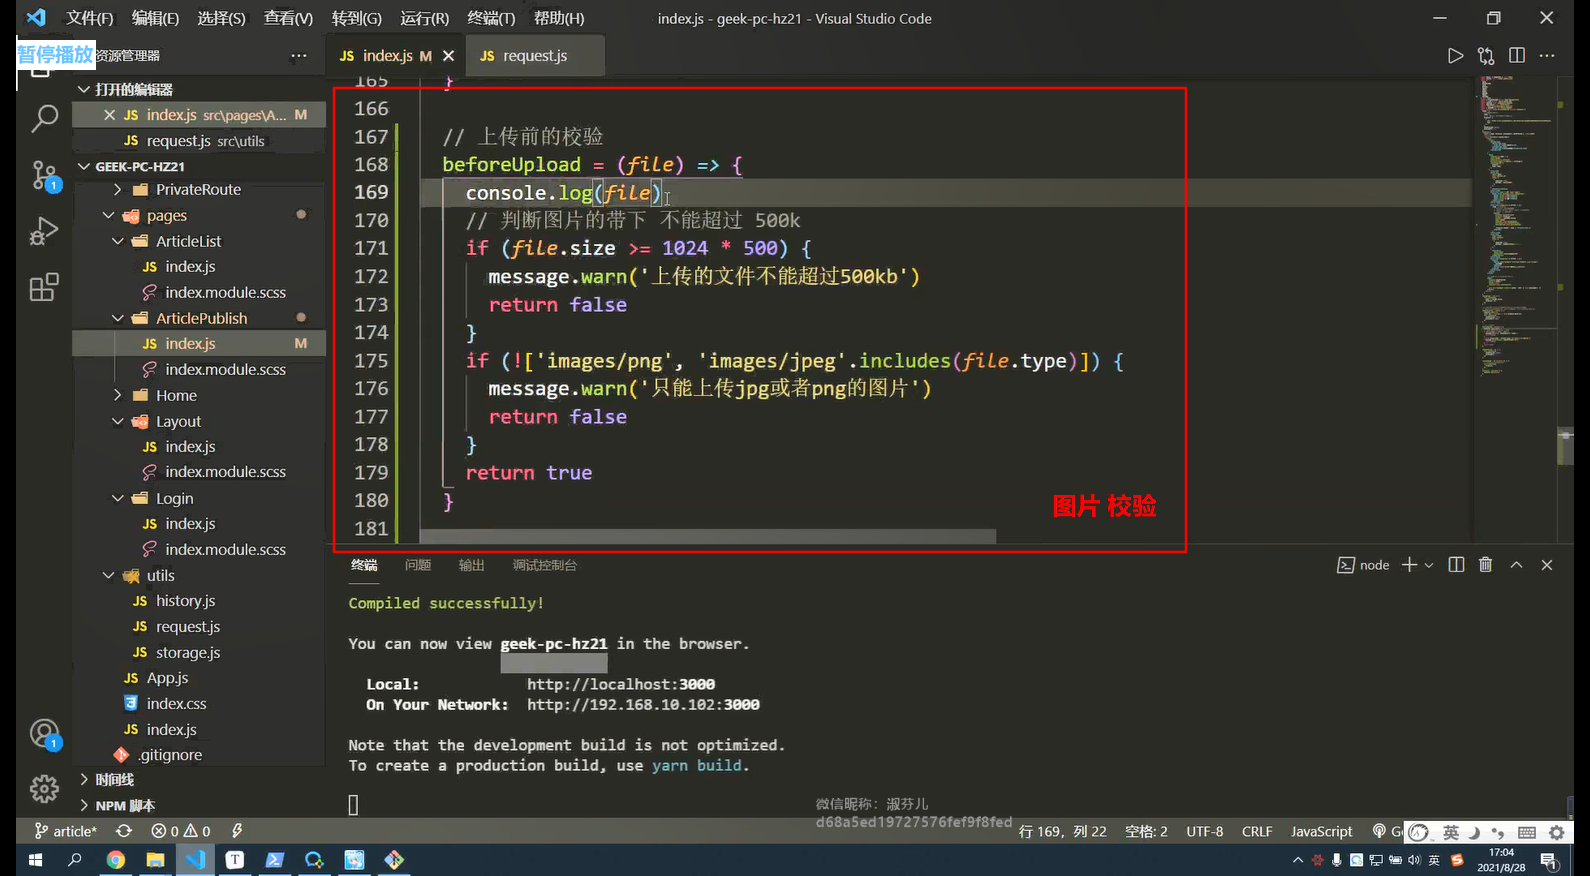 文件(F) 编辑(E) 选择(S) 查看(V) 转到(G) 运行(R) 终端(T) 帮助(H) index.js - geek-pc-hz21 - Visual Studio Code
暂停播放
资源管理器
打开的编辑器
index.js src\pages\A... M
request.js src\utils
GEEK-PC-HZ21
PrivateRoute
pages
ArticleList
index.js
index.module.scss
ArticlePublish
index.js M
index.module.scss
Home
Layout
index.js
index.module.scss
Login
index.js
index.module.scss
utils
history.js
request.js
storage.js
App.js
index.css
index.js
.gitignore
时间线
NPM 脚本
JS index.js M
JS request.js
165 }
166
167 // 上传前的校验
168 beforeUpload = (file) => {
169 console.log(file)
170 // 判断图片的带下 不能超过 500k
171 if (file.size >= 1024 * 500) {
172 message.warn('上传的文件不能超过500kb')
173 return false
174 }
175 if (!['images/png', 'images/jpeg'.includes(file.type)]) {
176 message.warn('只能上传jpg或者png的图片')
177 return false
178 }
179 return true
180 }
181
图片 校验
终端 问题 输出 调试控制台
node
Compiled successfully!
You can now view geek-pc-hz21 in the browser.
Local: http://localhost:3000
On Your Network: http://192.168.10.102:3000
Note that the development build is not optimized.
To create a production build, use yarn build.
微信昵称：淑芬儿
d68a5ed19727576fef9f8fed
article* 0 0 行 169，列 22 空格: 2 UTF-8 CRLF JavaScript G 英
英 17:04
2021/8/28